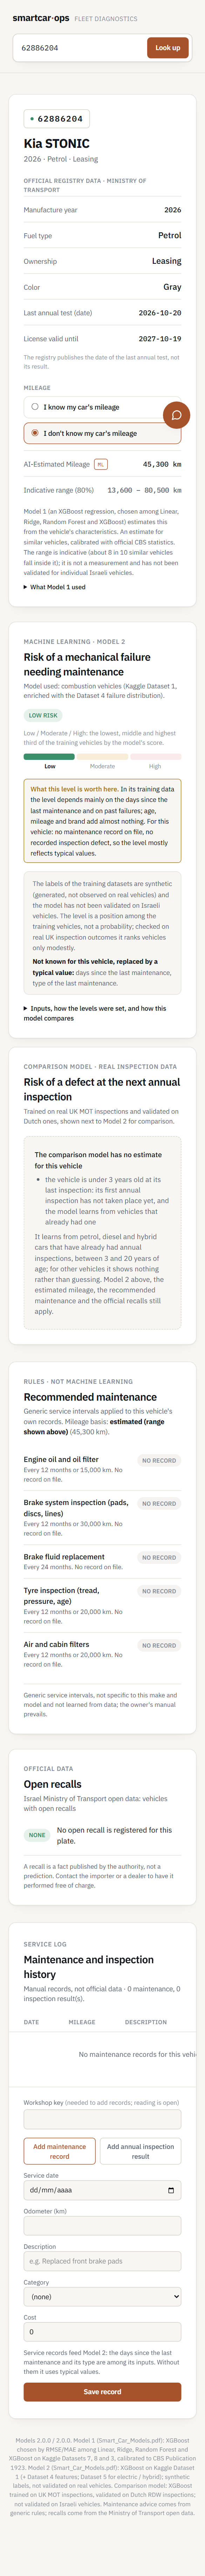 smartcar·ops FLEET DIAGNOSTICS
62886204
Look up
62886204
Kia STONIC
2026 · Petrol · Leasing
OFFICIAL REGISTRY DATA · MINISTRY OF
TRANSPORT
Manufacture year 2026
Fuel type Petrol
Ownership Leasing
Color Gray
Last annual test (date) 2026-10-20
License valid until 2027-10-19
The registry publishes the date of the last annual test, not
its result.
MILEAGE
I know my car's mileage
I don't know my car's mileage
AI-Estimated Mileage ML 45,300 km
Indicative range (80%) 13,600 – 80,500 km
Model 1 (an XGBoost regression, chosen among Linear,
Ridge, Random Forest and XGBoost) estimates this
from the vehicle's characteristics. An estimate for
similar vehicles, calibrated with official CBS statistics.
The range is indicative (about 8 in 10 similar vehicles
fall inside it); it is not a measurement and has not been
validated for individual Israeli vehicles.
What Model 1 used
MACHINE LEARNING · MODEL 2
Risk of a mechanical failure
needing maintenance
Model used: combustion vehicles (Kaggle Dataset 1,
enriched with the Dataset 4 failure distribution).
LOW RISK
Low / Moderate / High: the lowest, middle and highest
third of the training vehicles by the model's score.
Low Moderate High
What this level is worth here. In its training data
the level depends mainly on the days since the
last maintenance and on past failures; age,
mileage and brand add almost nothing. For this
vehicle: no maintenance record on file, no
recorded inspection defect, so the level mostly
reflects typical values.
The labels of the training datasets are synthetic
(generated, not observed on real vehicles) and
the model has not been validated on Israeli
vehicles. The level is a position among the
training vehicles, not a probability; checked on
real UK inspection outcomes it ranks vehicles
only modestly.
Not known for this vehicle, replaced by a
typical value: days since the last maintenance,
type of the last maintenance.
Inputs, how the levels were set, and how this
model compares
COMPARISON MODEL · REAL INSPECTION DATA
Risk of a defect at the next annual
inspection
Trained on real UK MOT inspections and validated on
Dutch ones, shown next to Model 2 for comparison.
The comparison model has no estimate
for this vehicle
• the vehicle is under 3 years old at its
last inspection: its first annual
inspection has not taken place yet, and
the model learns from vehicles that
already had one
It learns from petrol, diesel and hybrid
cars that have already had annual
inspections, between 3 and 20 years of
age; for other vehicles it shows nothing
rather than guessing. Model 2 above, the
estimated mileage, the recommended
maintenance and the official recalls still
apply.
RULES · NOT MACHINE LEARNING
Recommended maintenance
Generic service intervals applied to this vehicle's
own records. Mileage basis: estimated (range
shown above) (45,300 km).
Engine oil and oil filter NO RECORD
Every 12 months or 15,000 km. No
record on file.
Brake system inspection (pads, NO RECORD
discs, lines)
Every 12 months or 30,000 km. No
record on file.
Brake fluid replacement NO RECORD
Every 24 months. No record on file.
Tyre inspection (tread, NO RECORD
pressure, age)
Every 12 months or 20,000 km. No
record on file.
Air and cabin filters NO RECORD
Every 12 months or 20,000 km. No
record on file.
Generic service intervals, not specific to this make and
model and not learned from data; the owner's manual
prevails.
OFFICIAL DATA
Open recalls
Israel Ministry of Transport open data: vehicles
with open recalls
NONE No open recall is registered for this
plate.
A recall is a fact published by the authority, not a
prediction. Contact the importer or a dealer to have it
performed free of charge.
SERVICE LOG
Maintenance and inspection
history
Manual records, not official data · 0 maintenance, 0
inspection result(s).
DATE MILEAGE DESCRIPTION
No maintenance records for this vehi
Workshop key (needed to add records; reading is open)
Add maintenance
record
Add annual inspection
result
Service date
dd/mm/aaaa
Odometer (km)
Description
e.g. Replaced front brake pads
Category
(none)
Cost
0
Service records feed Model 2: the days since the last
maintenance and its type are among its inputs. Without
them it uses typical values.
Save record
Models 2.0.0 / 2.0.0. Model 1 (Smart_Car_Models.pdf): XGBoost
chosen by RMSE/MAE among Linear, Ridge, Random Forest and
XGBoost on Kaggle Datasets 7, 8 and 3, calibrated to CBS Publication
1923. Model 2 (Smart_Car_Models.pdf): XGBoost on Kaggle Dataset
1 (+ Dataset 4 features; Dataset 5 for electric / hybrid); synthetic
labels, not validated on real vehicles. Comparison model: XGBoost
trained on UK MOT inspections, validated on Dutch RDW inspections;
not validated on Israeli vehicles. Maintenance advice comes from
generic rules; recalls come from the Ministry of Transport open data.